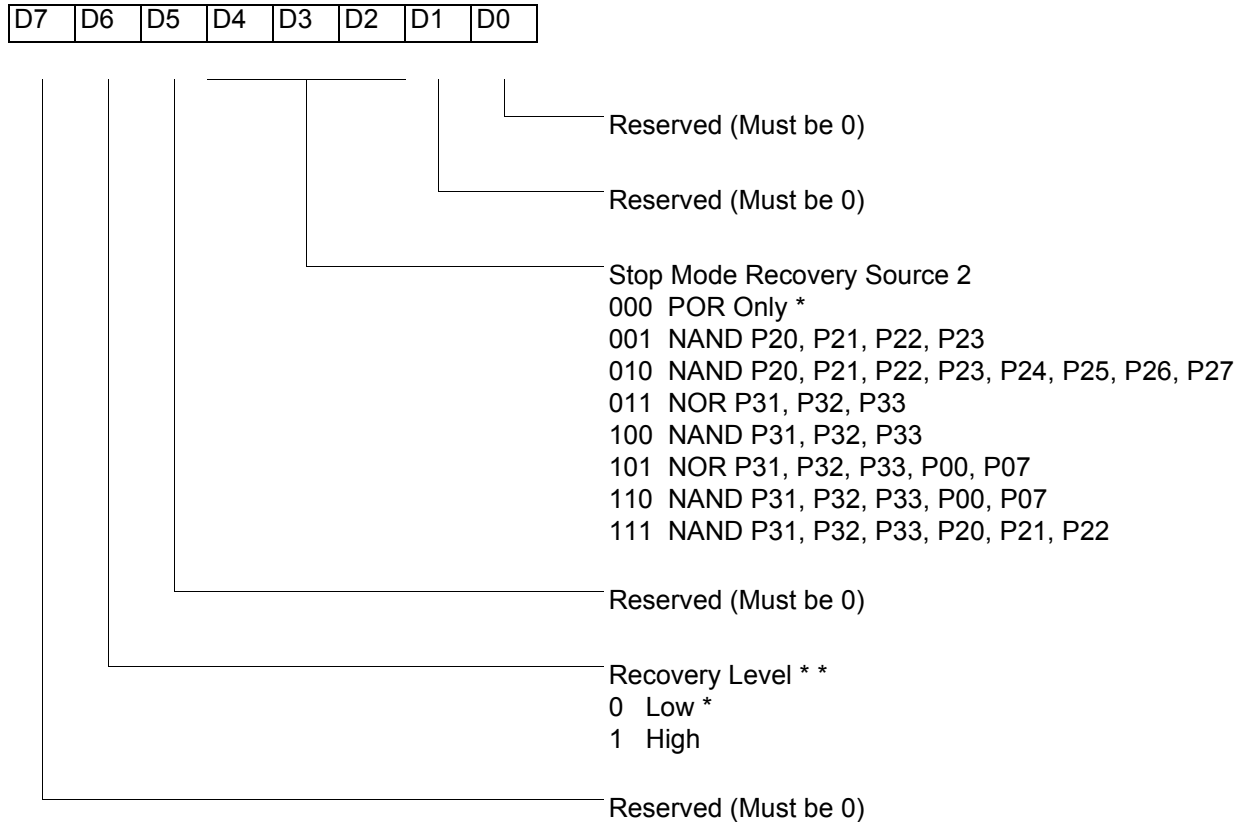 D7 D6 D5 D4 D3 D2 D1 D0
Reserved (Must be 0)
Reserved (Must be 0)
Stop Mode Recovery Source 2
000 POR Only *
001 NAND P20, P21, P22, P23
010 NAND P20, P21, P22, P23, P24, P25, P26, P27
011 NOR P31, P32, P33
100 NAND P31, P32, P33
101 NOR P31, P32, P33, P00, P07
110 NAND P31, P32, P33, P00, P07
111 NAND P31, P32, P33, P20, P21, P22
Reserved (Must be 0)
Recovery Level * *
0 Low *
1 High
Reserved (Must be 0)